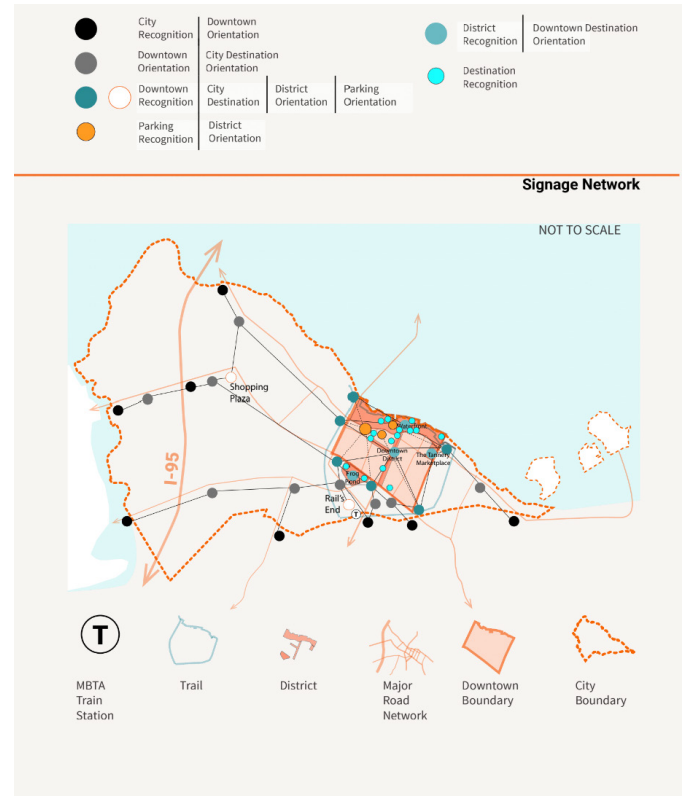 City
Recognition
Downtown
Orientation
Downtown
Orientation
City Destination
Orientation
Downtown
Recognition
City
Destination
District
Orientation
Parking
Orientation
Parking
Recognition
District
Orientation
District
Recognition
Downtown Destination
Orientation
Destination
Recognition
Signage Network
NOT TO SCALE
I-95
Shopping
Plaza
Waterfront
Downtown
District
The Tannery
Marketplace
Frog
Pond
Rail's
End
T
T
MBTA
Train
Station
Trail
District
Major
Road
Network
Downtown
Boundary
City
Boundary